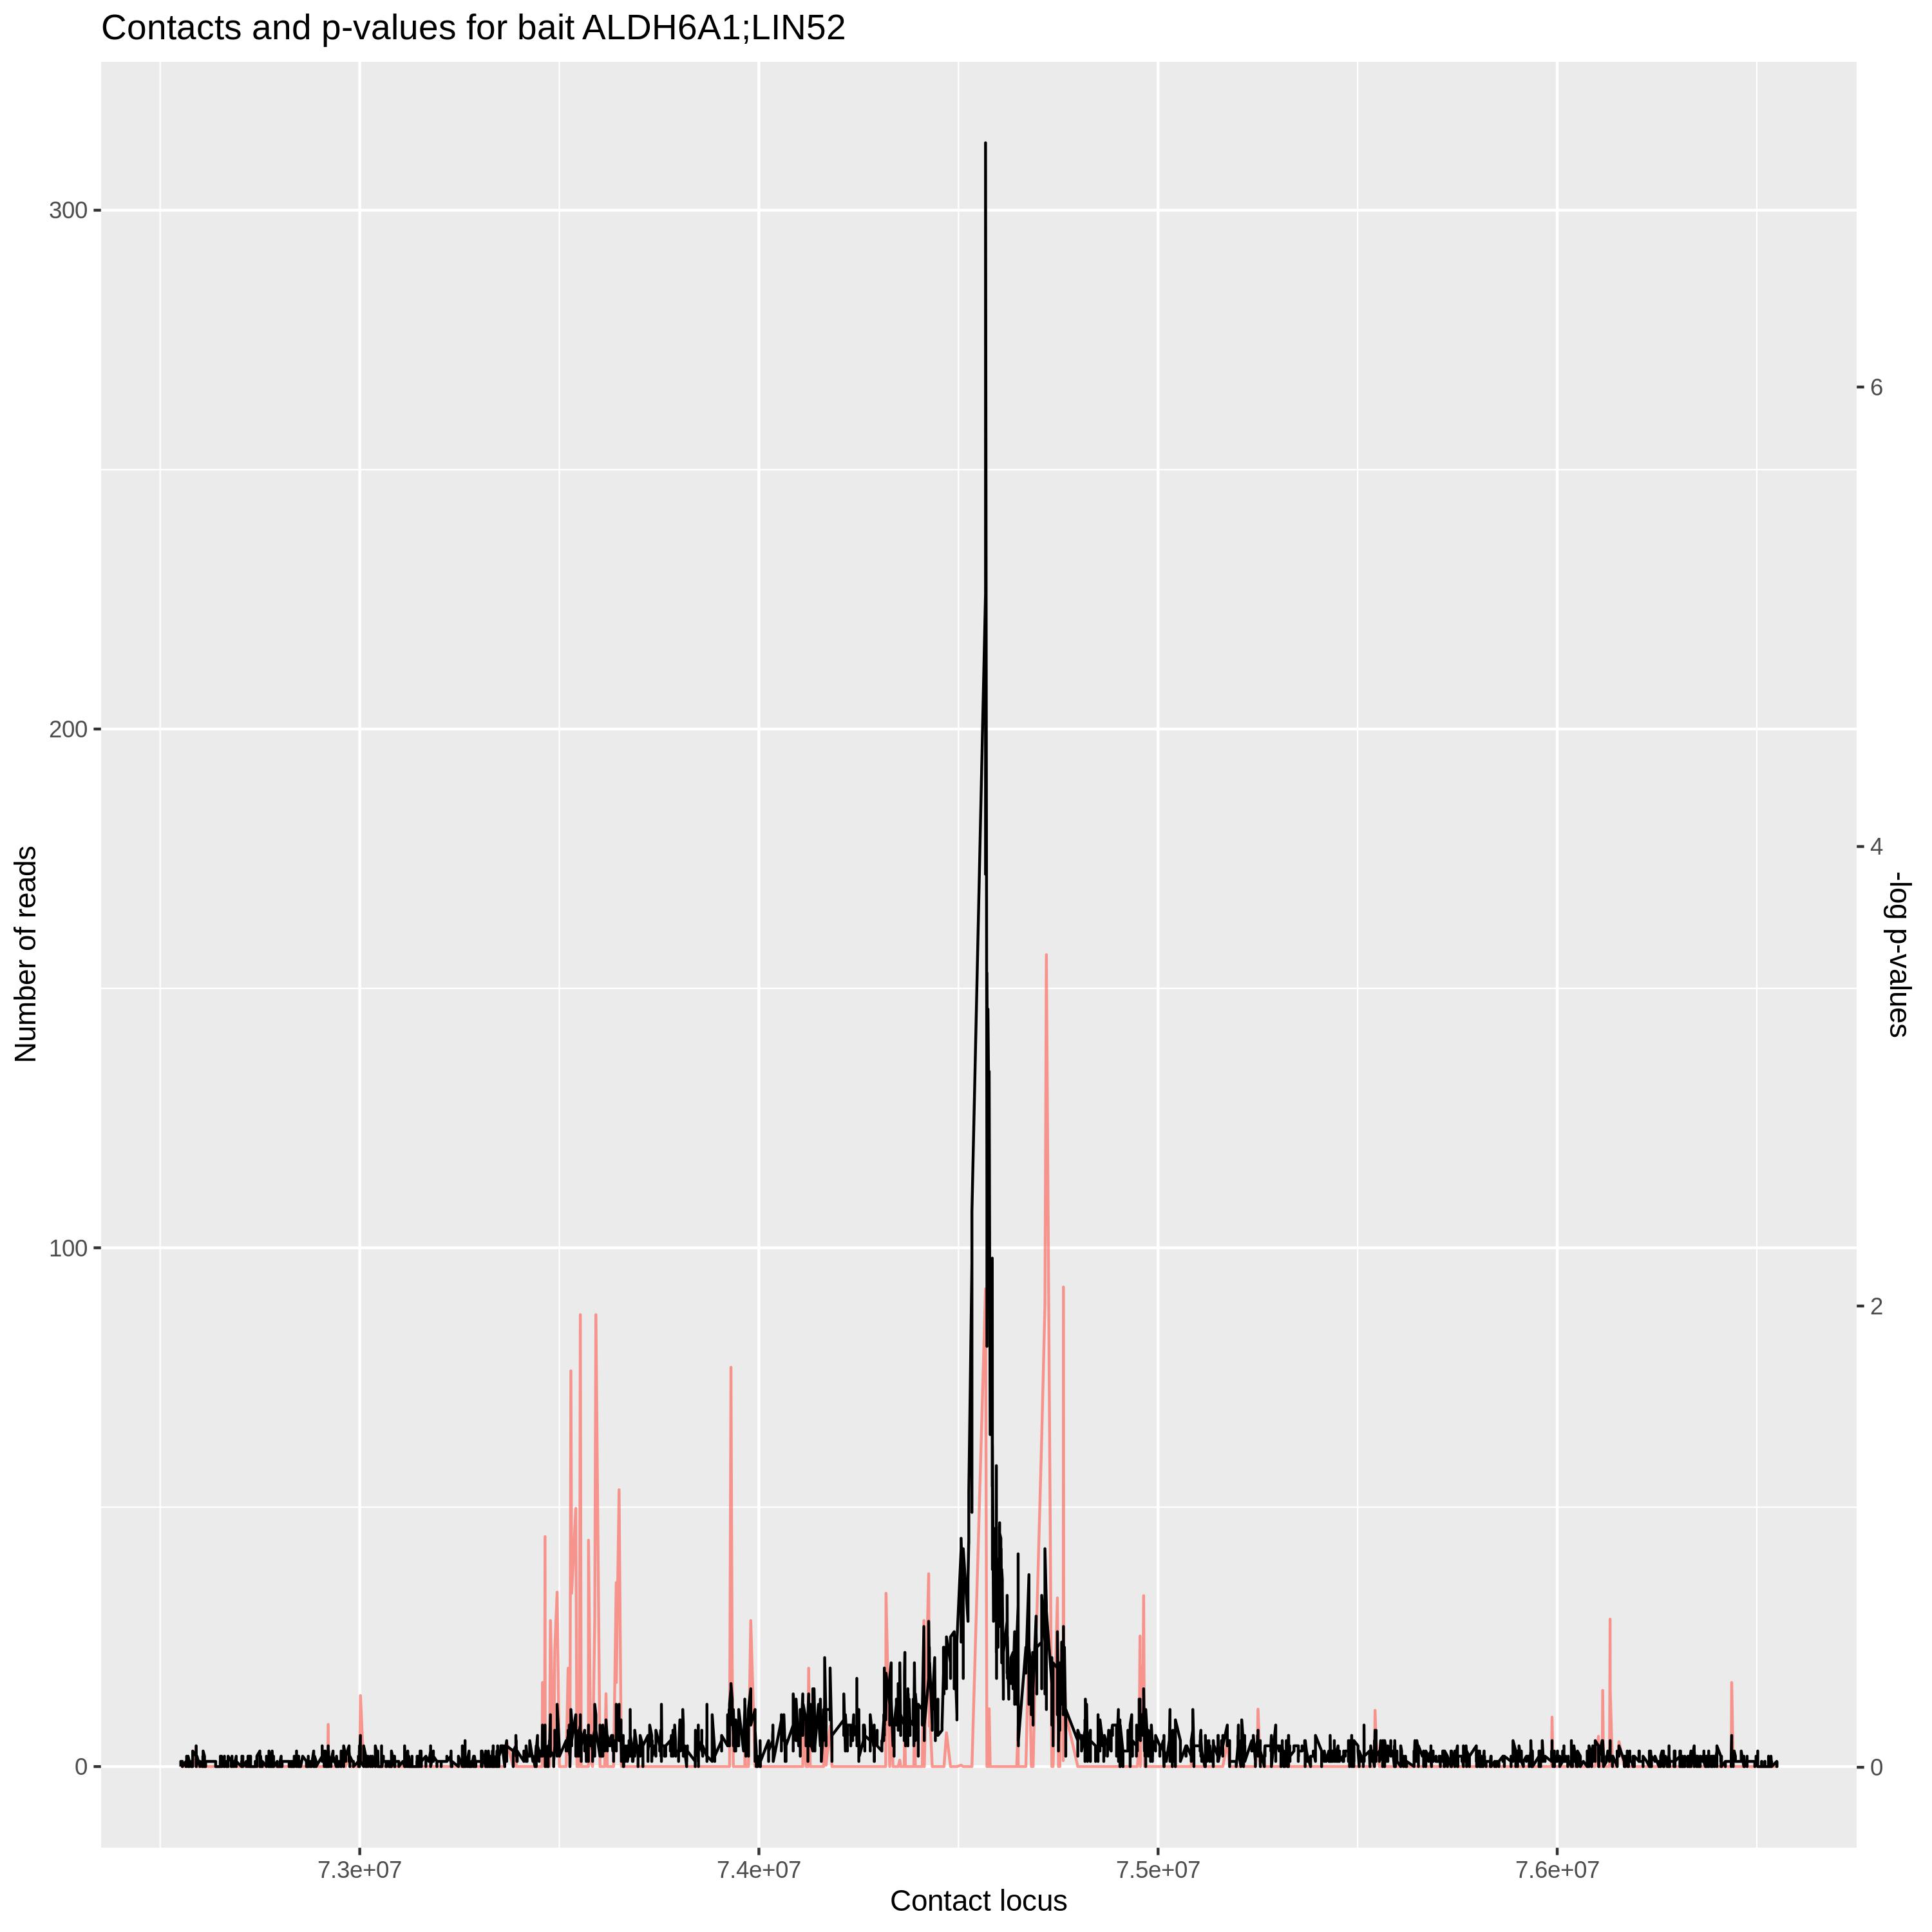 Contacts and p-values for bait ALDH6A1;LIN52
300
200
100
0
Number of reads
6
4
2
0
-log p-values
7.3e+07
7.4e+07
7.5e+07
7.6e+07
Contact locus